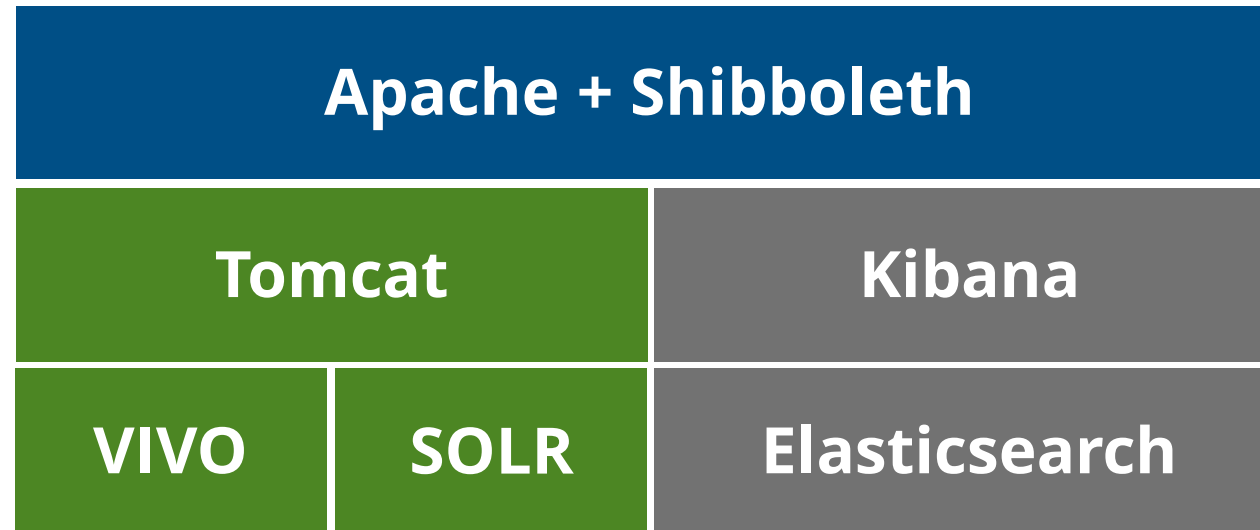 Apache + Shibboleth
Tomcat
Kibana
VIVO
SOLR
Elasticsearch